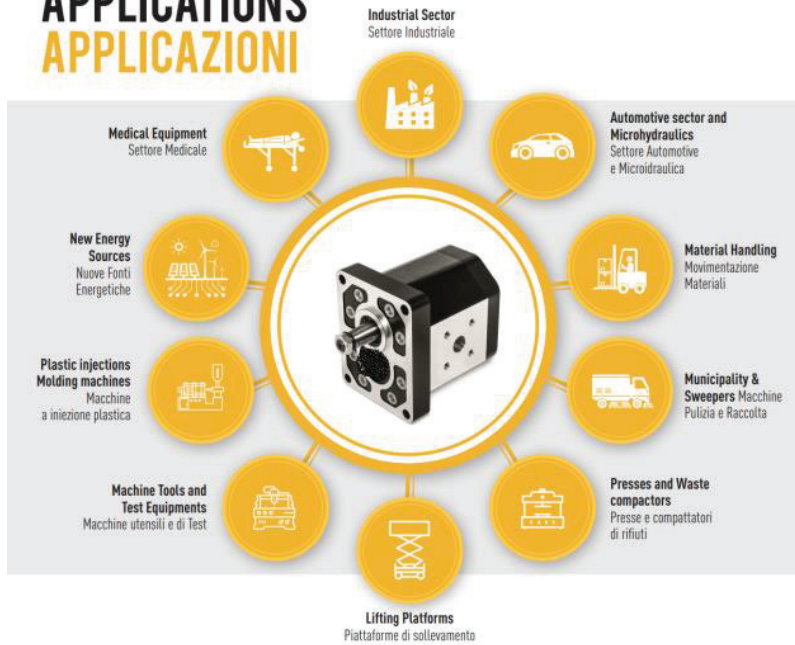 APPLICATIONS
APPLICAZIONI
Industrial Sector
Settore Industriale
Automotive sector and
Microhydraulics
Settore Automotive
e Microidraulica
Material Handling
Movimentazione
Materiali
Municipality &
Sweepers Macchine
Pulizia e Raccolta
Presses and Waste
compactors
Presse e compattatori
di rifiuti
Lifting Platforms
Piattaforme di sollevamento
Machine Tools and
Test Equipments
Macchine utensili e di Test
Plastic injections
Molding machines
Macchine
a iniezione plastica
New Energy
Sources
Nuove Fonti
Energetiche
Medical Equipment
Settore Medicale